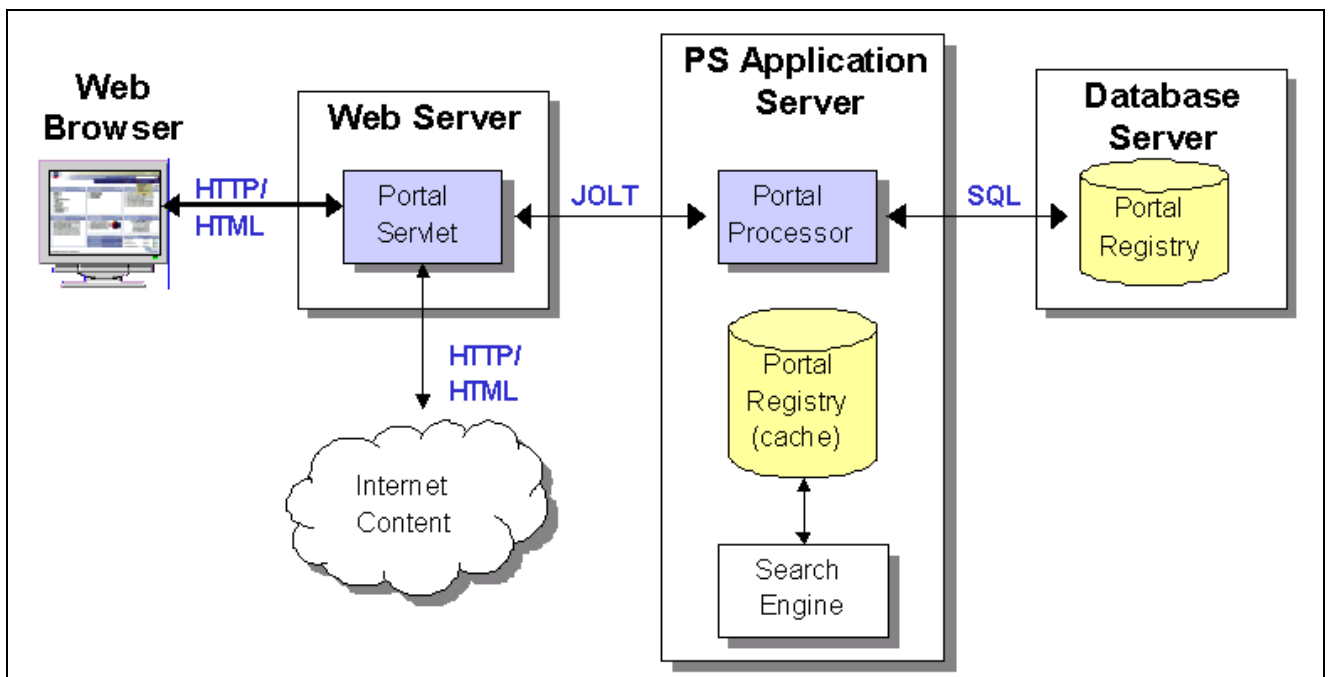 Web
Browser
HTTP/
HTML
Web Server
Portal
Servlet
HTTP/
HTML
Internet
Content
JOLT
PS Application
Server
Portal
Processor
Portal
Registry
(cache)
Search
Engine
SQL
Database
Server
Portal
Registry